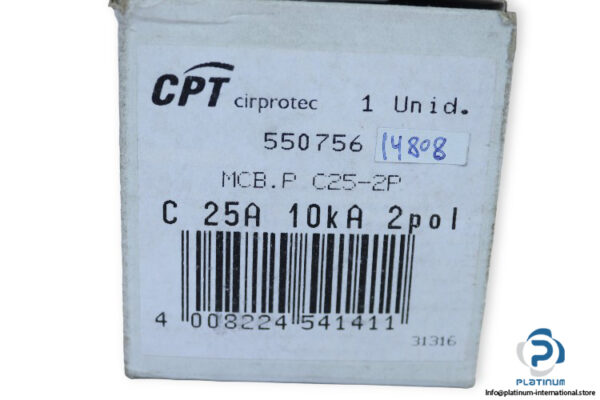 CPT cirprotec 1 Unid.
550756 14808
MCB.P C25-2P
C 25A 10kA 2pol
4 008224 541411
31316
PLATINUM
info@platinum-international.store